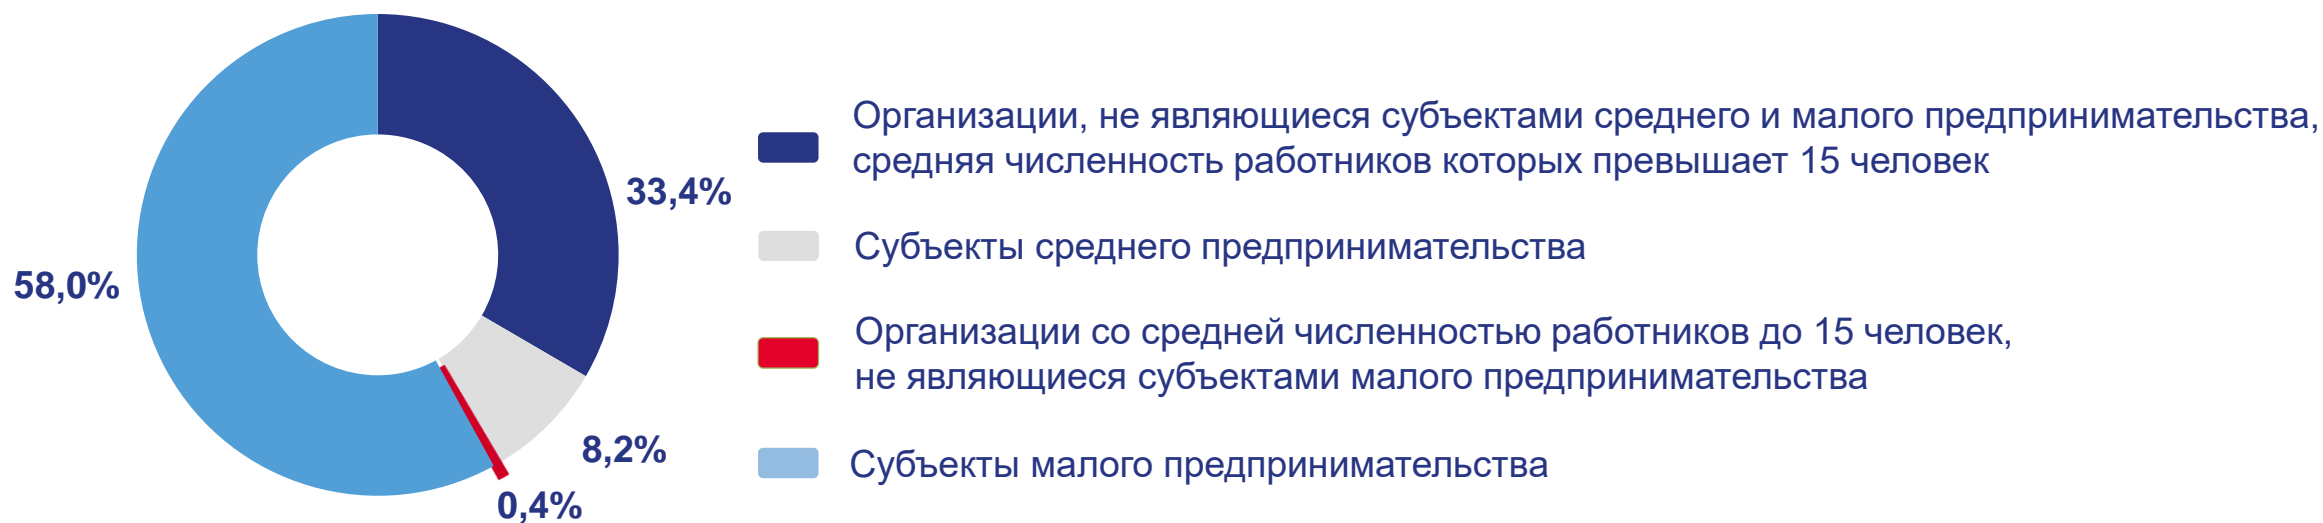 33,4%
58,0%
8,2%
0,4%
Организации, не являющиеся субъектами среднего и малого предпринимательства,
средняя численность работников которых превышает 15 человек
Субъекты среднего предпринимательства
Организации со средней численностью работников до 15 человек,
не являющиеся субъектами малого предпринимательства
Субъекты малого предпринимательства